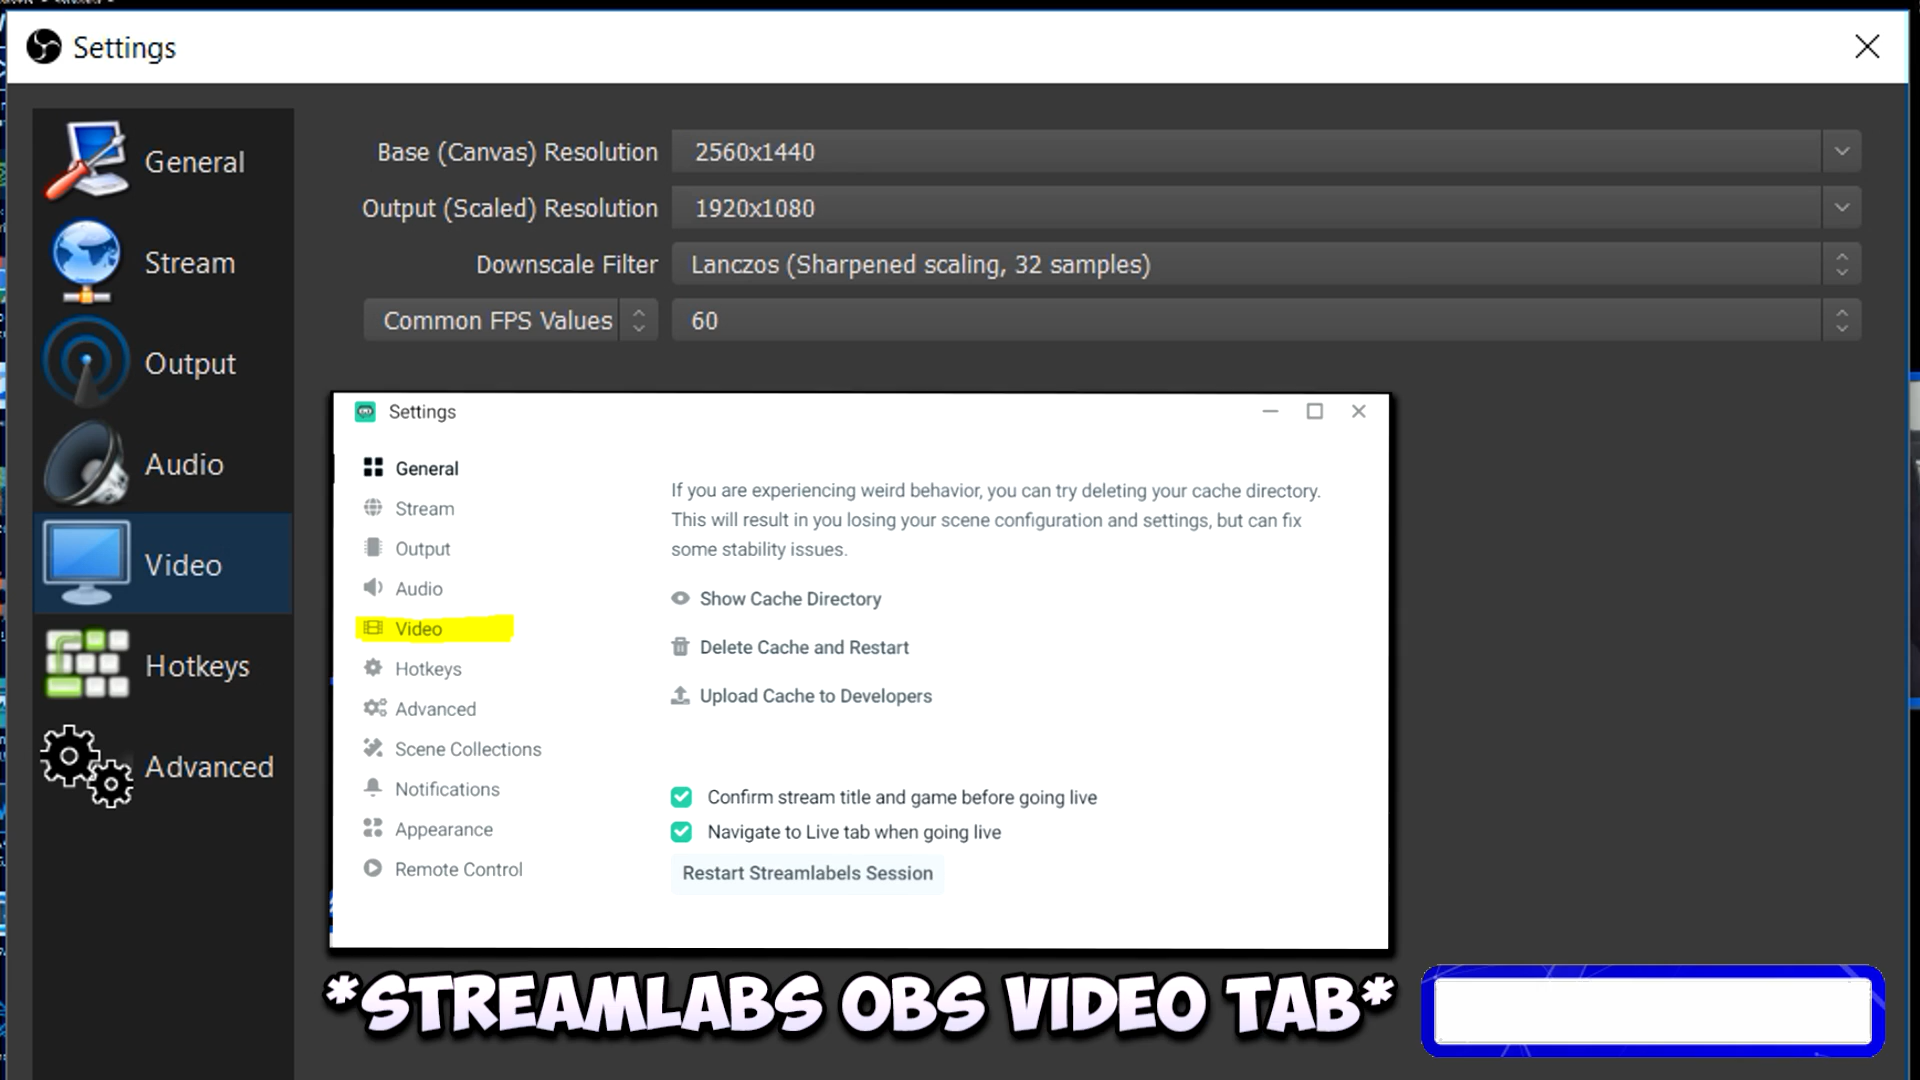 Settings
General
Stream
Output
Audio
Video
Hotkeys
Advanced
Base (Canvas) Resolution 2560x1440
Output (Scaled) Resolution 1920x1080
Downscale Filter Lanczos (Sharpened scaling, 32 samples)
Common FPS Values 60
Settings
General
Stream
Output
Audio
Video
Hotkeys
Advanced
Scene Collections
Notifications
Appearance
Remote Control
If you are experiencing weird behavior, you can try deleting your cache directory.
This will result in you losing your scene configuration and settings, but can fix
some stability issues.
Show Cache Directory
Delete Cache and Restart
Upload Cache to Developers
Confirm stream title and game before going live
Navigate to Live tab when going live
Restart Streamlabels Session
*STREAMLABS OBS VIDEO TAB*